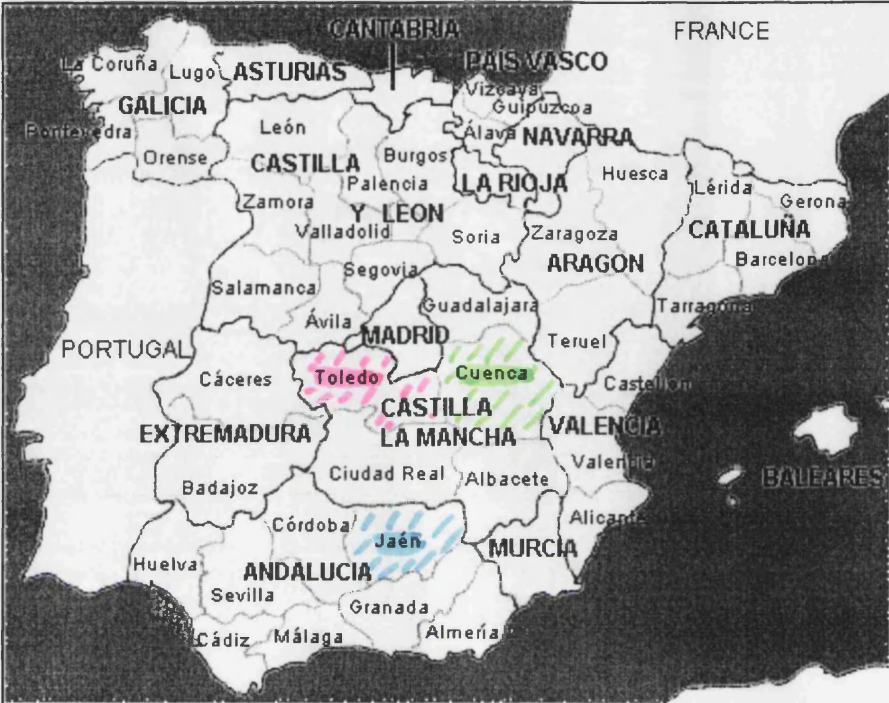 CANTABRIA
FRANCE
La Coruña
Lugo
ASTURIAS
PAÍS VASCO
Vizcaya
Guipuzcoa
GALICIA
Pontevedra
León
Álava
NAVARRA
Orense
CASTILLA
Burgos
Palencia
LA RIOJA
Huesca
Lérida
Gerona
Zamora
Y LEON
Valladolid
Soria
Zaragoza
CATALUÑA
Segovia
ARAGON
Barcelona
Salamanca
Guadalajara
Tarragona
Ávila
MADRID
Teruel
PORTUGAL
Cáceres
Toledo
Cuenca
Castellon
CASTILLA
LA MANCHA
EXTREMADURA
VALENCIA
Valencia
Ciudad Real
Albacete
BALEARES
Badajoz
Alicante
Córdoba
Jaén
MURCIA
Huelva
ANDALUCIA
Sevilla
Granada
Cádiz
Málaga
Almería